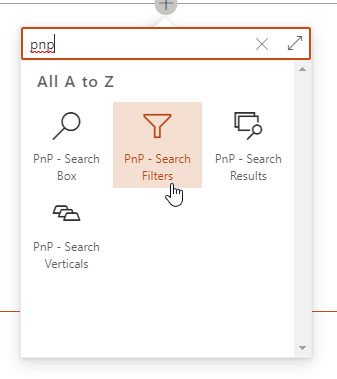 pnp
All A to Z
PnP - Search PnP - Search PnP - Search
Box Filters Results
PnP - Search
Verticals